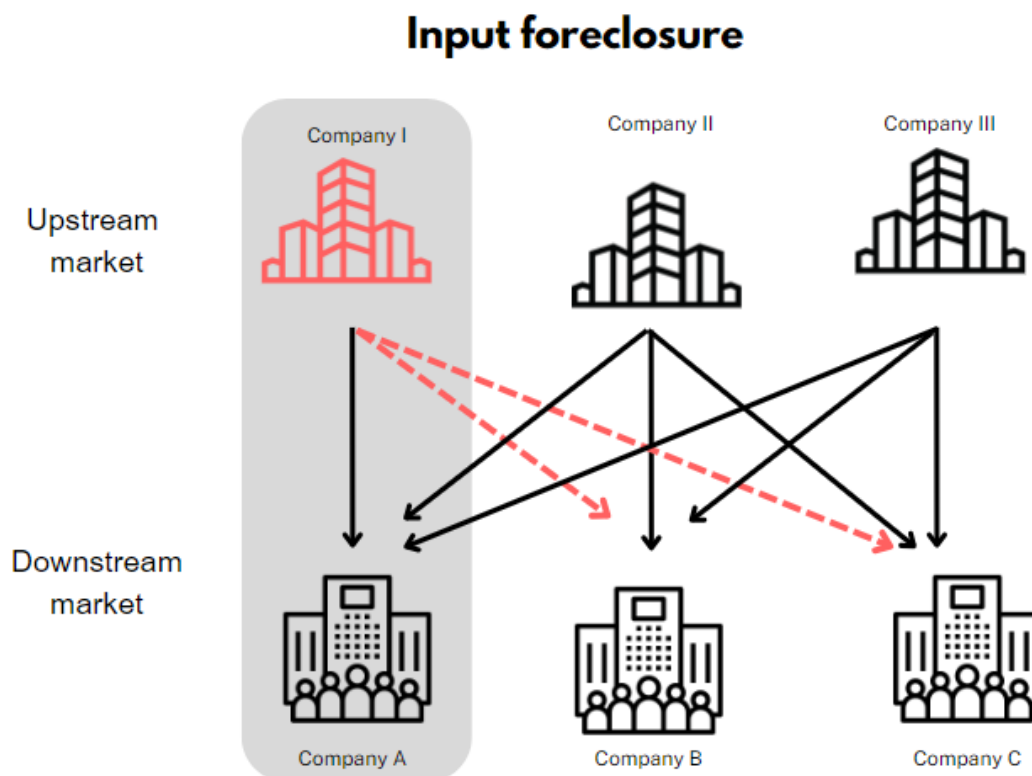 Input foreclosure
Company I
Company II
Company III
Upstream
market
Downstream
market
Company A
Company B
Company C